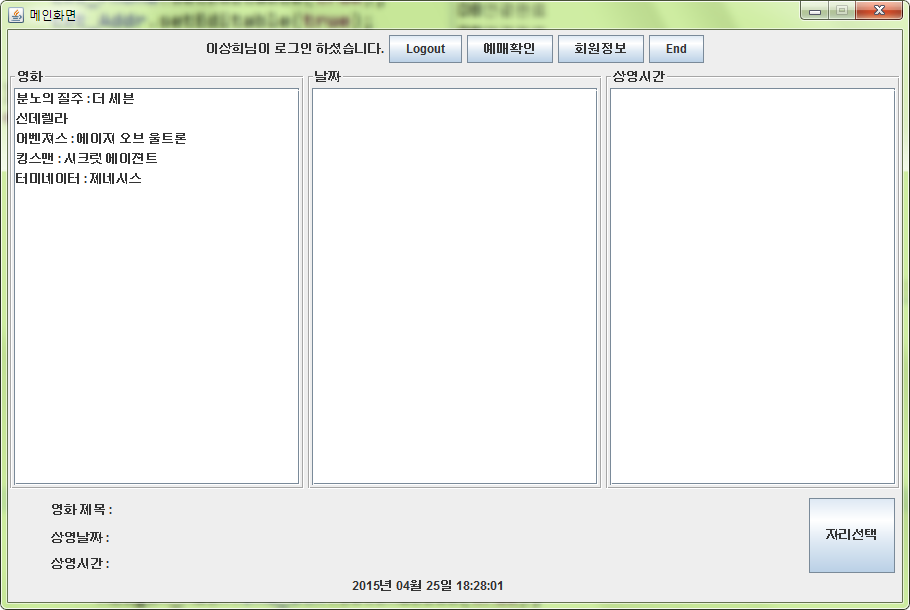 메인화면
이상희님이 로그인 하셨습니다. Logout 예매확인 회원정보 End
영화 날짜 상영시간
분노의 질주 : 더 세븐
신데렐라
어벤져스 : 에이지 오브 울트론
킹스맨 : 시크릿 에이전트
터미네이터 : 제네시스
영화 제목 :
상영날짜 :
상영시간 :
자리선택
2015년 04월 25일 18:28:01